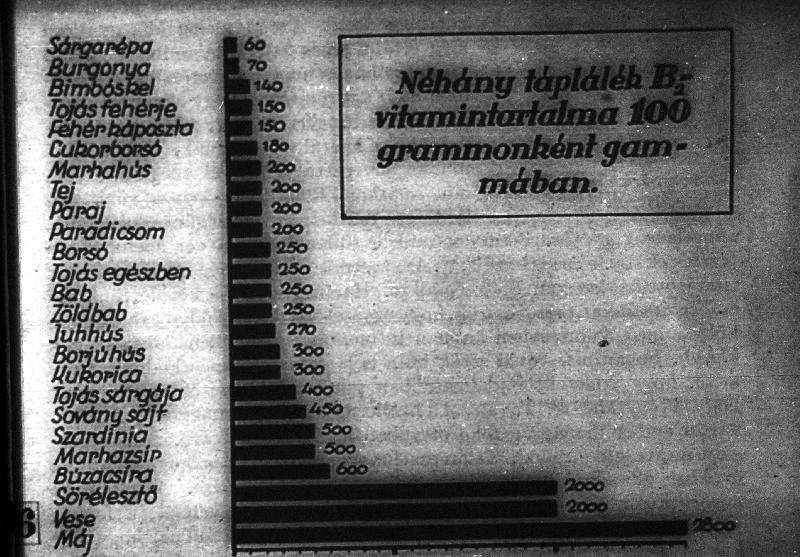 Sárgarépa 60
Burgonya 70
Bimbóskel 140
Tojás fehérje 150
Fehér káposzta 150
Cukorborsó 180
Marhahús 200
Tej 200
Paraj 200
Paradicsom 200
Borsó 250
Tojás egészben 250
Bab 250
Zöldbab 250
Juhhús 270
Borjúhús 300
Kukorica 300
Tojás sárgája 400
Sovány sajt 450
Szardinia 500
Marhazsír 500
Búzacsíra 600
Sörélesztő 2000
Vese 2000
Máj 2800
Néhány táplálék B₂-
vitamintartalma 100
grammonként gam-
mában.
6